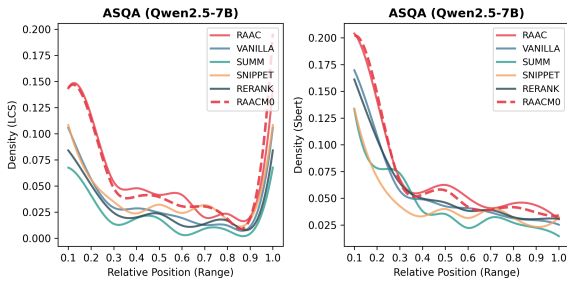 ASQA (Qwen2.5-7B)
Density (LCS)
0.200
0.175
0.150
0.125
0.100
0.075
0.050
0.025
0.000
RAAC
VANILLA
SUMM
SNIPPET
RERANK
RAACM0
0.1 0.2 0.3 0.4 0.5 0.6 0.7 0.8 0.9 1.0
Relative Position (Range)
ASQA (Qwen2.5-7B)
Density (Sbert)
0.200
0.175
0.150
0.125
0.100
0.075
0.050
0.025
RAAC
VANILLA
SUMM
SNIPPET
RERANK
RAACM0
0.1 0.2 0.3 0.4 0.5 0.6 0.7 0.8 0.9 1.0
Relative Position (Range)